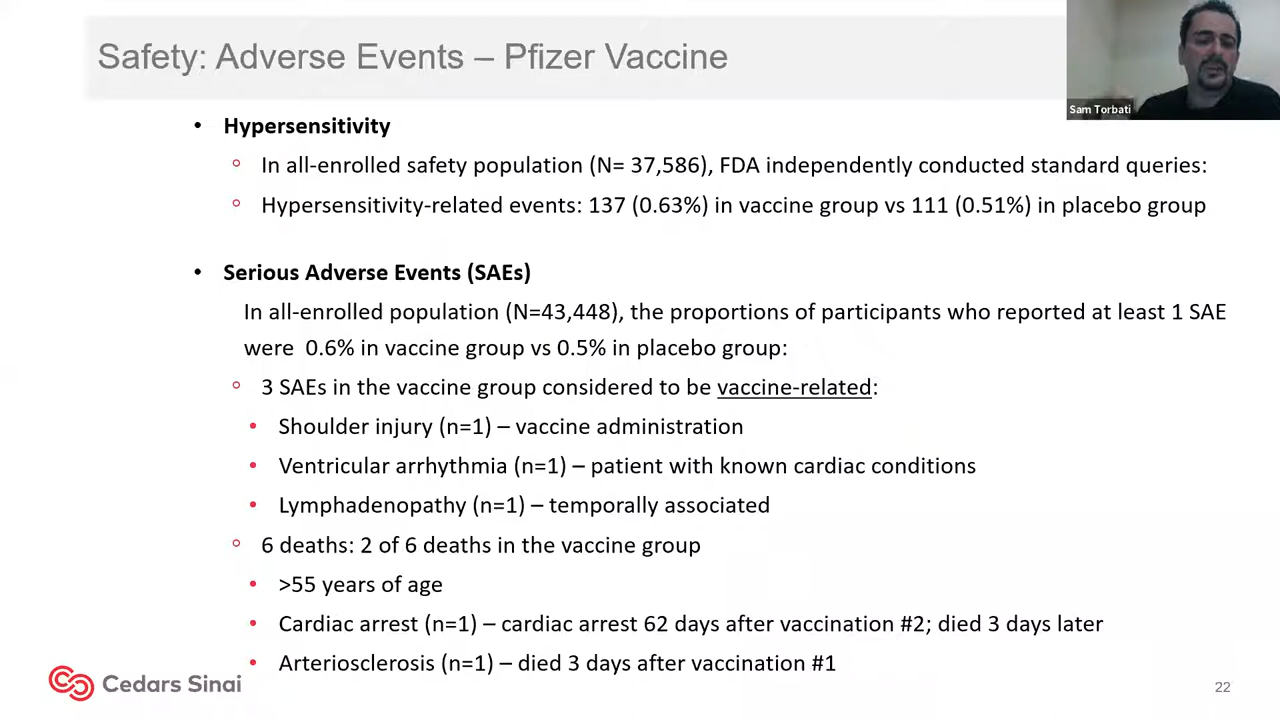 Safety: Adverse Events – Pfizer Vaccine
Sam Torbati
• Hypersensitivity
◦ In all-enrolled safety population (N= 37,586), FDA independently conducted standard queries:
◦ Hypersensitivity-related events: 137 (0.63%) in vaccine group vs 111 (0.51%) in placebo group
• Serious Adverse Events (SAEs)
In all-enrolled population (N=43,448), the proportions of participants who reported at least 1 SAE
were 0.6% in vaccine group vs 0.5% in placebo group:
◦ 3 SAEs in the vaccine group considered to be vaccine-related:
• Shoulder injury (n=1) – vaccine administration
• Ventricular arrhythmia (n=1) – patient with known cardiac conditions
• Lymphadenopathy (n=1) – temporally associated
◦ 6 deaths: 2 of 6 deaths in the vaccine group
• >55 years of age
• Cardiac arrest (n=1) – cardiac arrest 62 days after vaccination #2; died 3 days later
• Arteriosclerosis (n=1) – died 3 days after vaccination #1
Cedars Sinai
22